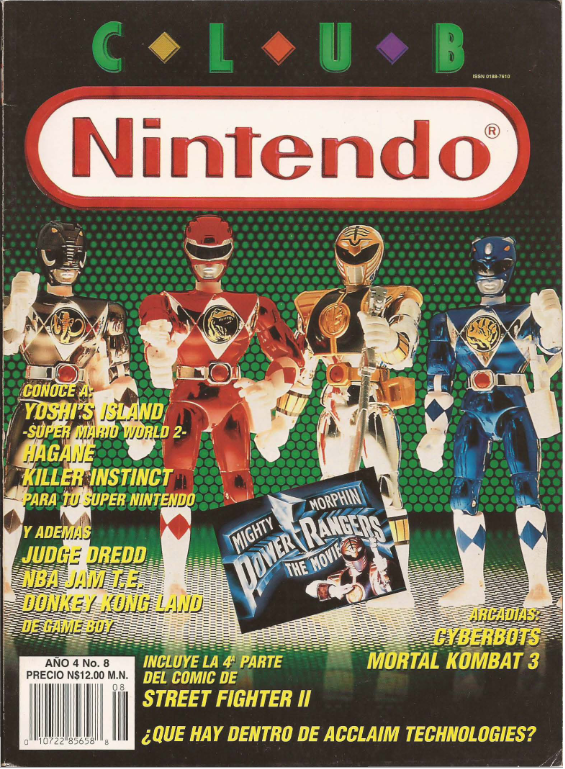 CLUB
ISSN 0188-7610
Nintendo®
CONOCE A:
YOSHI'S ISLAND
-SUPER MARIO WORLD 2-
HAGANE
KILLER INSTINCT
PARA TU SUPER NINTENDO
Y ADEMAS
JUDGE DREDD
NBA JAM T.E.
DONKEY KONG LAND
DE GAME BOY
MIGHTY MORPHIN
POWER RANGERS
THE MOVIE
ARCADIAS:
CYBERBOTS
MORTAL KOMBAT 3
AÑO 4 No. 8
PRECIO N$12.00 M.N.
08
0 10722 85658 8
INCLUYE LA 4ª PARTE
DEL COMIC DE
STREET FIGHTER II
¿QUE HAY DENTRO DE ACCLAIM TECHNOLOGIES?